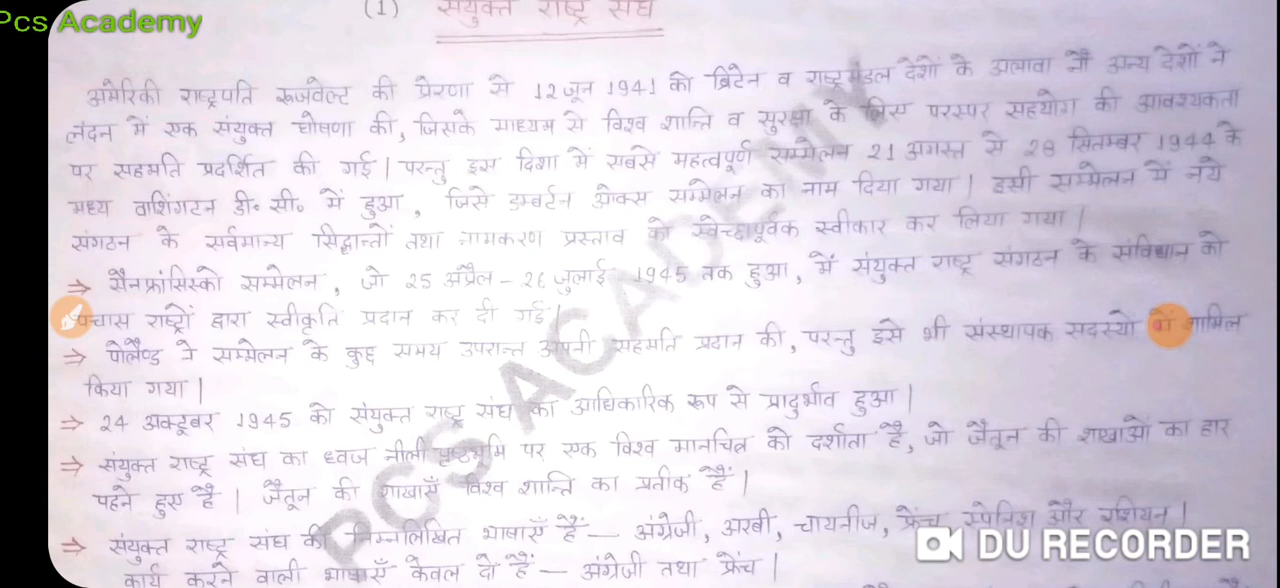 Pcs Academy
(1) संयुक्त राष्ट्र संघ
अमेरिकी राष्ट्रपति रूजवेल्ट की प्रेरणा से 12 जून 1941 को ब्रिटेन व राष्ट्रमंडल देशों के अलावा नौ अन्य देशों ने
लंदन में एक संयुक्त घोषणा की, जिसके माध्यम से विश्व शान्ति व सुरक्षा के लिए परस्पर सहयोग की आवश्यकता
पर सहमति प्रदर्शित की गई। परन्तु इस दिशा में सबसे महत्वपूर्ण सम्मेलन 21 अगस्त से 28 सितम्बर 1944 के
मध्य वाशिंगटन डी॰ सी॰ में हुआ, जिसे डम्बर्टन ओक्स सम्मेलन का नाम दिया गया। इसी सम्मेलन में नये
संगठन के सर्वमान्य सिद्धान्तों तथा नामकरण प्रस्ताव को स्वेच्छापूर्वक स्वीकार कर लिया गया।
⇒ सैनफ्रांसिस्को सम्मेलन, जो 25 अप्रैल - 26 जुलाई 1945 तक हुआ, में संयुक्त राष्ट्र संगठन के संविधान को
पचास राष्ट्रों द्वारा स्वीकृति प्रदान कर दी गई।
⇒ पोलैण्ड ने सम्मेलन के कुछ समय उपरान्त अपनी सहमति प्रदान की, परन्तु इसे भी संस्थापक सदस्यों में शामिल
किया गया।
⇒ 24 अक्टूबर 1945 को संयुक्त राष्ट्र संघ का आधिकारिक रूप से प्रादुर्भाव हुआ।
⇒ संयुक्त राष्ट्र संघ का ध्वज नीली पृष्ठभूमि पर एक विश्व मानचित्र को दर्शाता है, जो जैतून की शाखाओं का हार
पहने हुए है। जैतून की शाखाएँ विश्व शान्ति का प्रतीक हैं।
⇒ संयुक्त राष्ट्र संघ की निम्नलिखित भाषाएँ हैं — अंग्रेजी, अरबी, चायनीज, फ्रेंच, स्पेनिश और रशियन।
कार्य करने वाली भाषाएँ केवल दो हैं — अंग्रेजी तथा फ्रेंच।
PCS ACADEMY
DU RECORDER